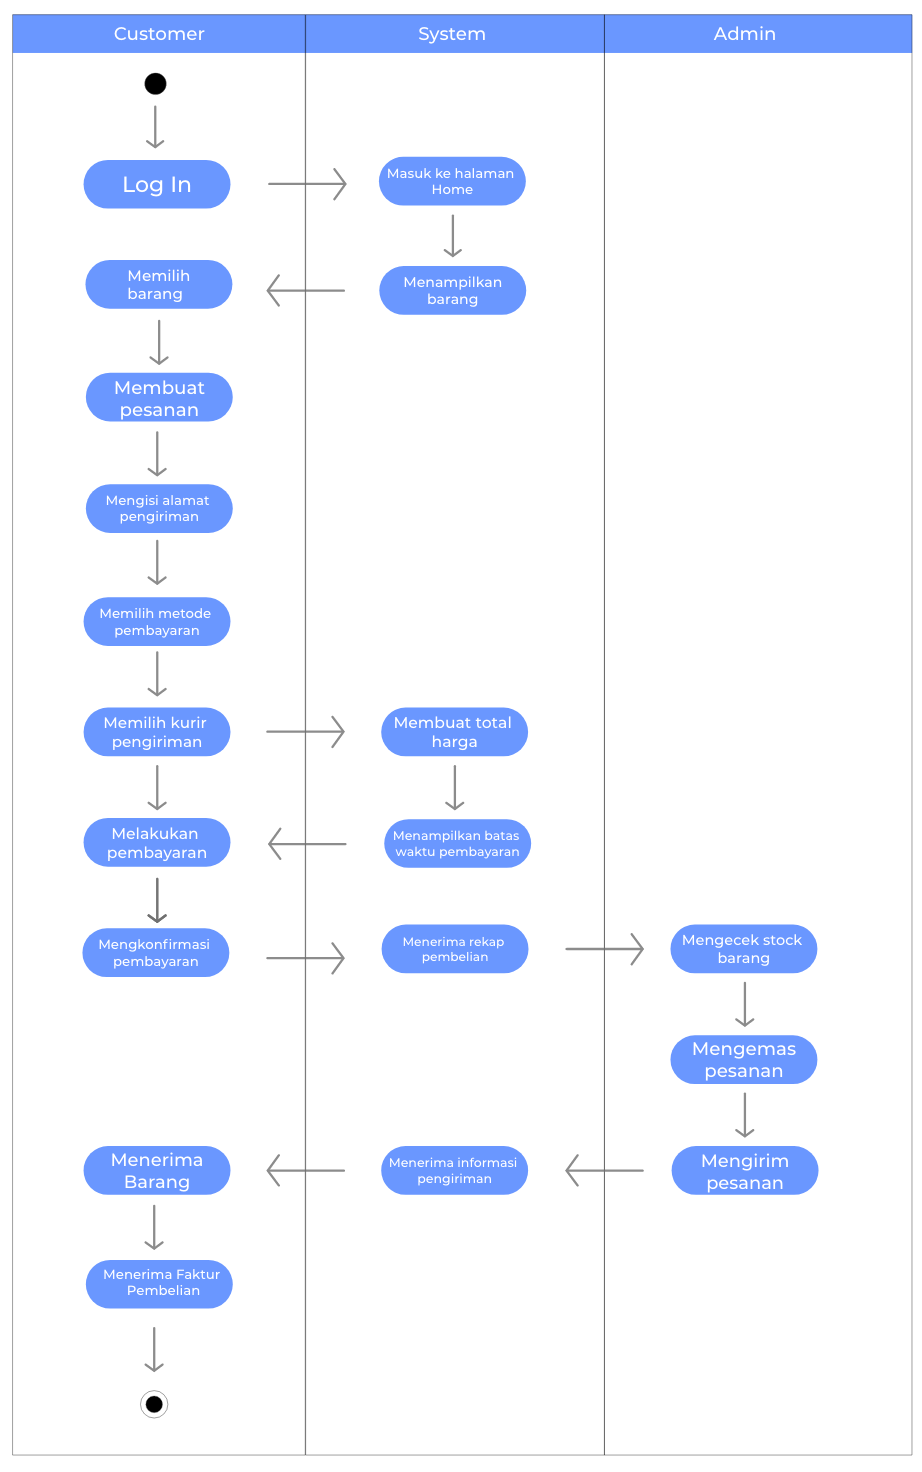 Customer
System
Admin
Log In
Masuk ke halaman
Home
Memilih
barang
Menampilkan
barang
Membuat
pesanan
Mengisi alamat
pengiriman
Memilih metode
pembayaran
Memilih kurir
pengiriman
Membuat total
harga
Melakukan
pembayaran
Menampilkan batas
waktu pembayaran
Mengkonfirmasi
pembayaran
Menerima rekap
pembelian
Mengecek stock
barang
Mengemas
pesanan
Menerima
Barang
Menerima informasi
pengiriman
Mengirim
pesanan
Menerima Faktur
Pembelian